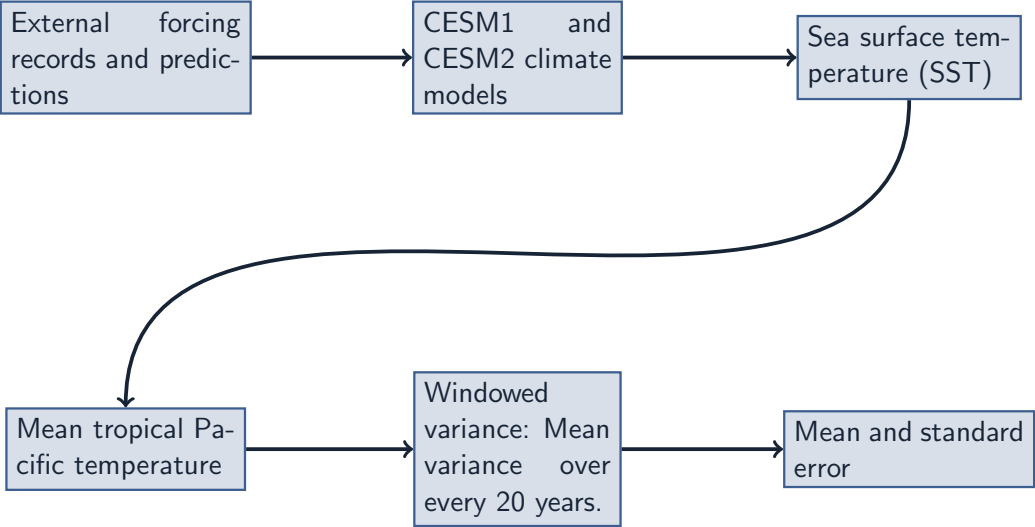 External forcing
records and predic-
tions
CESM1 and
CESM2 climate
models
Sea surface tem-
perature (SST)
Mean tropical Pa-
cific temperature
Windowed
variance: Mean
variance over
every 20 years.
Mean and standard
error